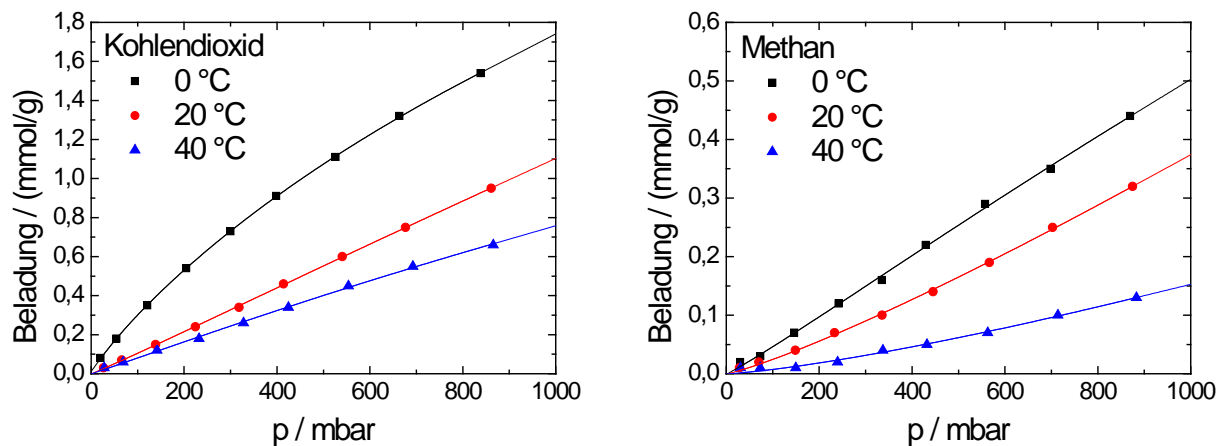 1,8
1,6
1,4
1,2
1,0
0,8
0,6
0,4
0,2
0,0
Beladung / (mmol/g)
Kohlendioxid
0 °C
20 °C
40 °C
0 200 400 600 800 1000
p / mbar
0,6
0,5
0,4
0,3
0,2
0,1
0,0
Beladung / (mmol/g)
Methan
0 °C
20 °C
40 °C
0 200 400 600 800 1000
p / mbar